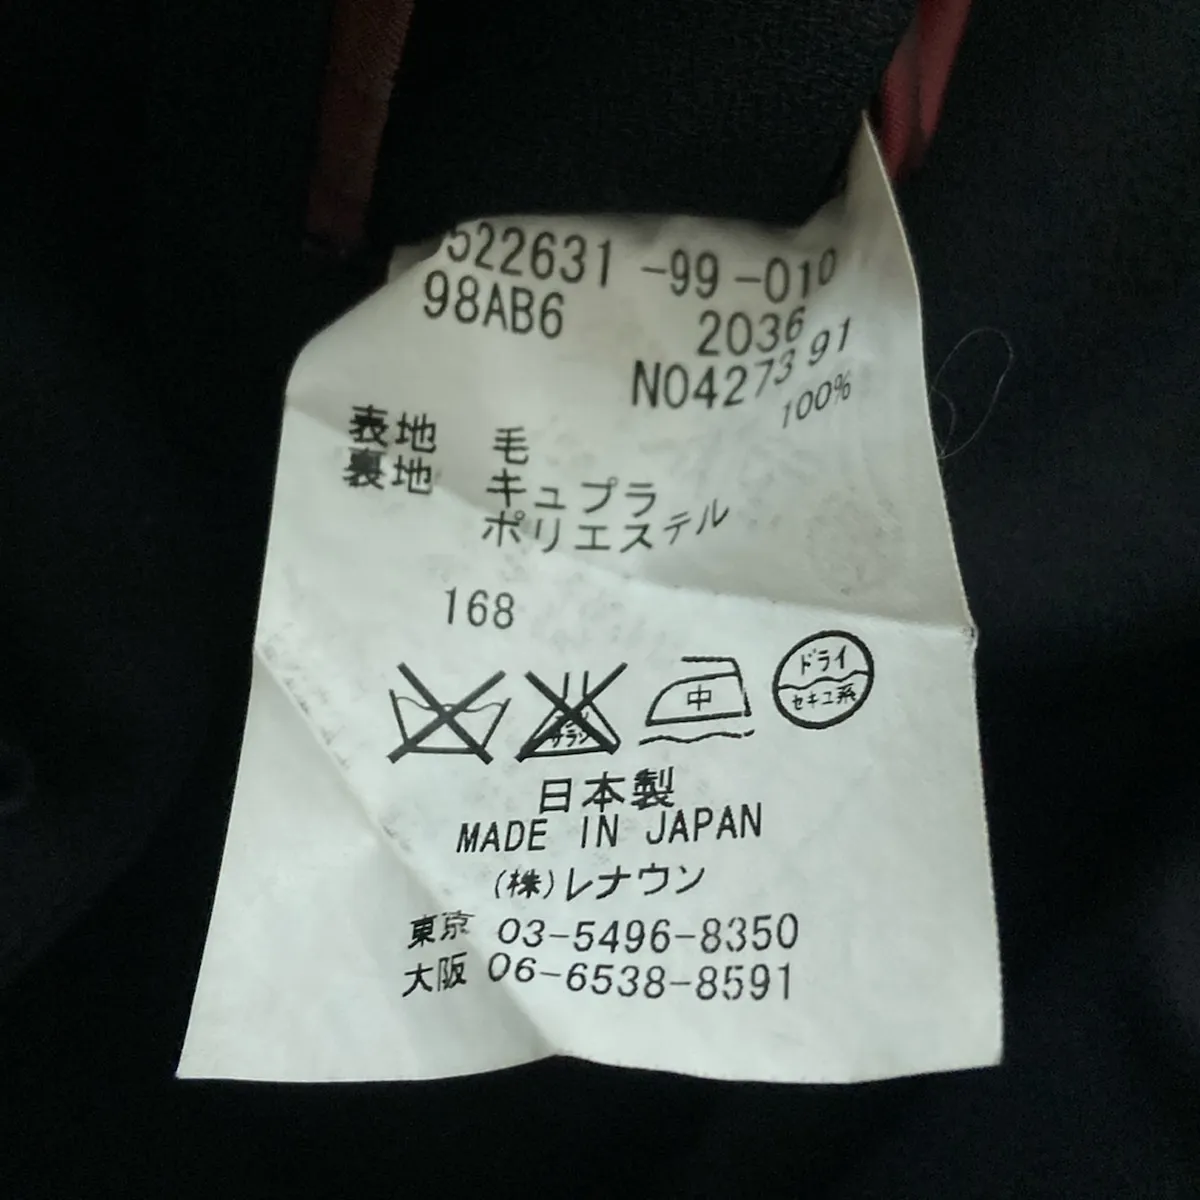 522631 -99 -010
98AB6 2036
N04273 91
表地 毛 100%
裏地 キュプラ
ポリエステル
168
中
ドライ
セキユ系
日本製
MADE IN JAPAN
(株)レナウン
東京 03-5496-8350
大阪 06-6538-8591